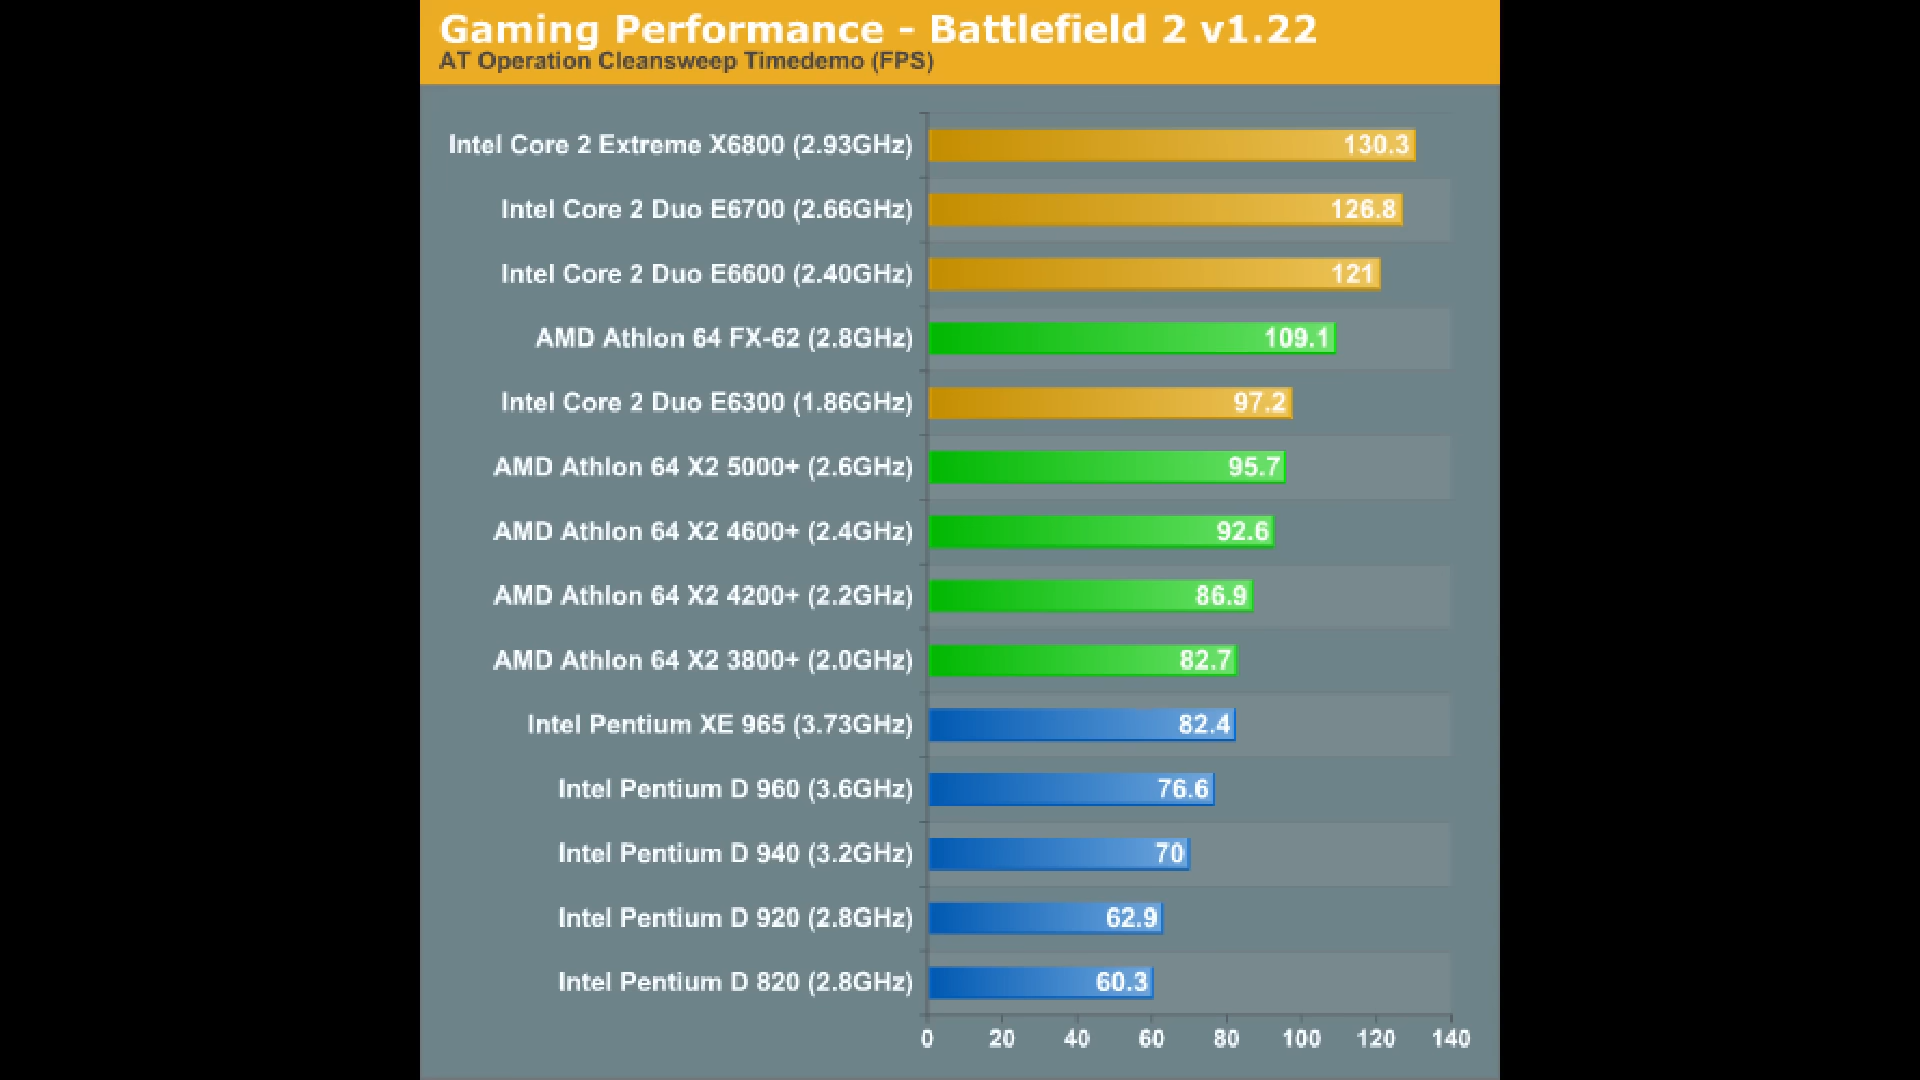 Gaming Performance - Battlefield 2 v1.22
AT Operation Cleansweep Timedemo (FPS)
Intel Core 2 Extreme X6800 (2.93GHz) 130.3
Intel Core 2 Duo E6700 (2.66GHz) 126.8
Intel Core 2 Duo E6600 (2.40GHz) 121
AMD Athlon 64 FX-62 (2.8GHz) 109.1
Intel Core 2 Duo E6300 (1.86GHz) 97.2
AMD Athlon 64 X2 5000+ (2.6GHz) 95.7
AMD Athlon 64 X2 4600+ (2.4GHz) 92.6
AMD Athlon 64 X2 4200+ (2.2GHz) 86.9
AMD Athlon 64 X2 3800+ (2.0GHz) 82.7
Intel Pentium XE 965 (3.73GHz) 82.4
Intel Pentium D 960 (3.6GHz) 76.6
Intel Pentium D 940 (3.2GHz) 70
Intel Pentium D 920 (2.8GHz) 62.9
Intel Pentium D 820 (2.8GHz) 60.3
0 20 40 60 80 100 120 140